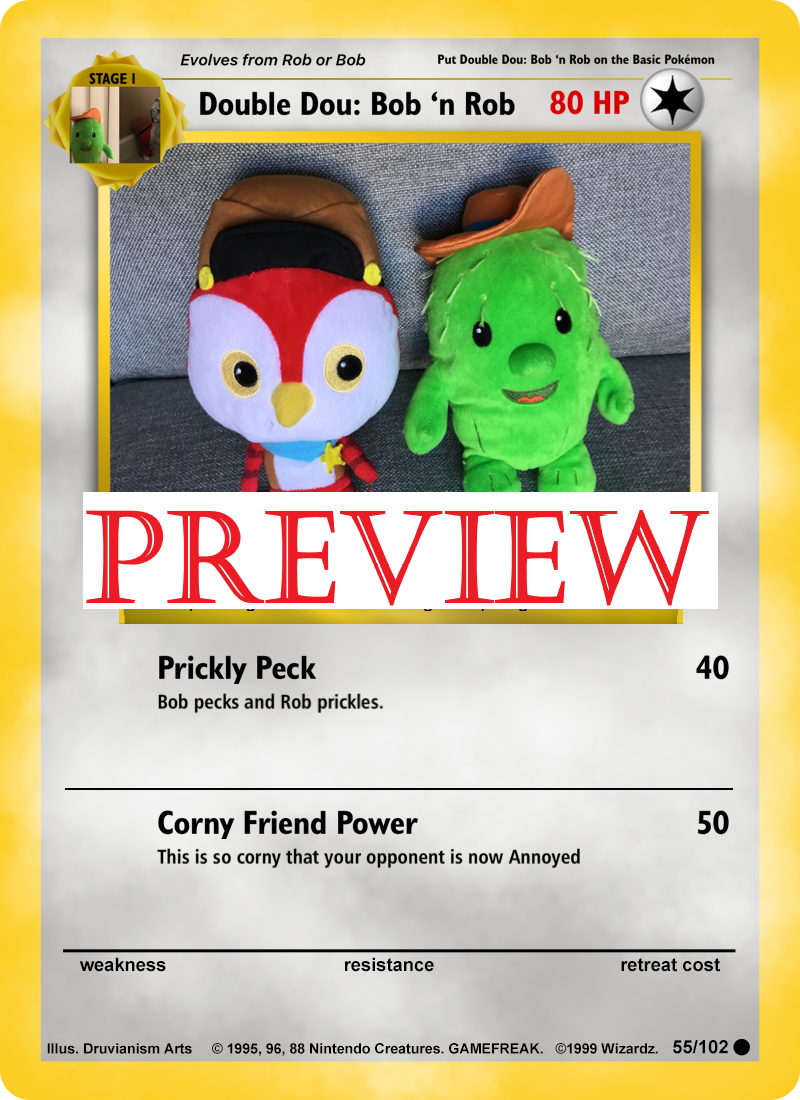 Evolves from Rob or Bob
Put Double Dou: Bob ‘n Rob on the Basic Pokémon
STAGE I
Double Dou: Bob ‘n Rob
80 HP
PREVIEW
Prickly Peck 40
Bob pecks and Rob prickles.
Corny Friend Power 50
This is so corny that your opponent is now Annoyed
weakness resistance retreat cost
Illus. Druvianism Arts © 1995, 96, 88 Nintendo Creatures. GAMEFREAK. ©1999 Wizardz. 55/102